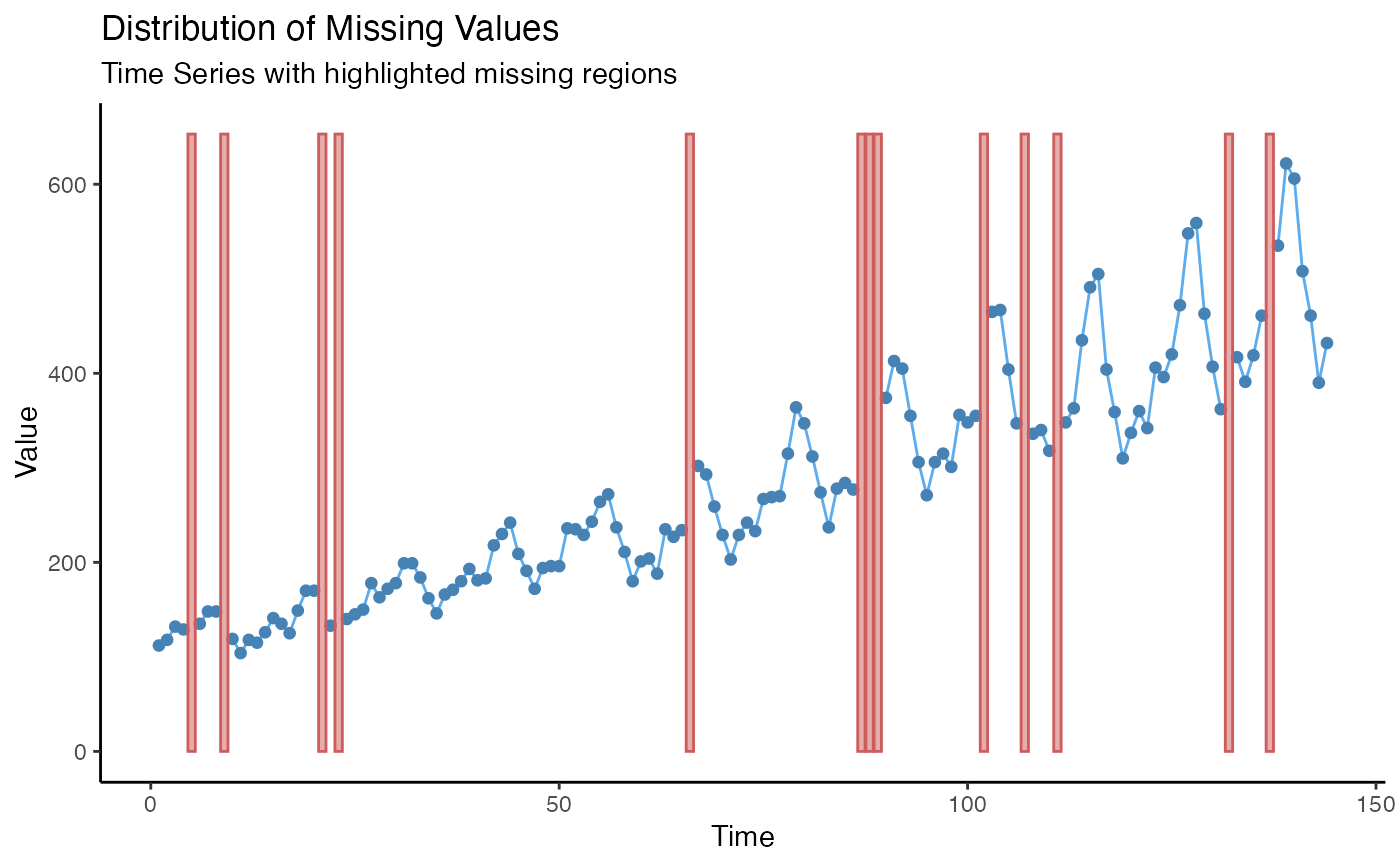 Distribution of Missing Values
Time Series with highlighted missing regions
Value
600
400
200
0
0 50 100 150
Time